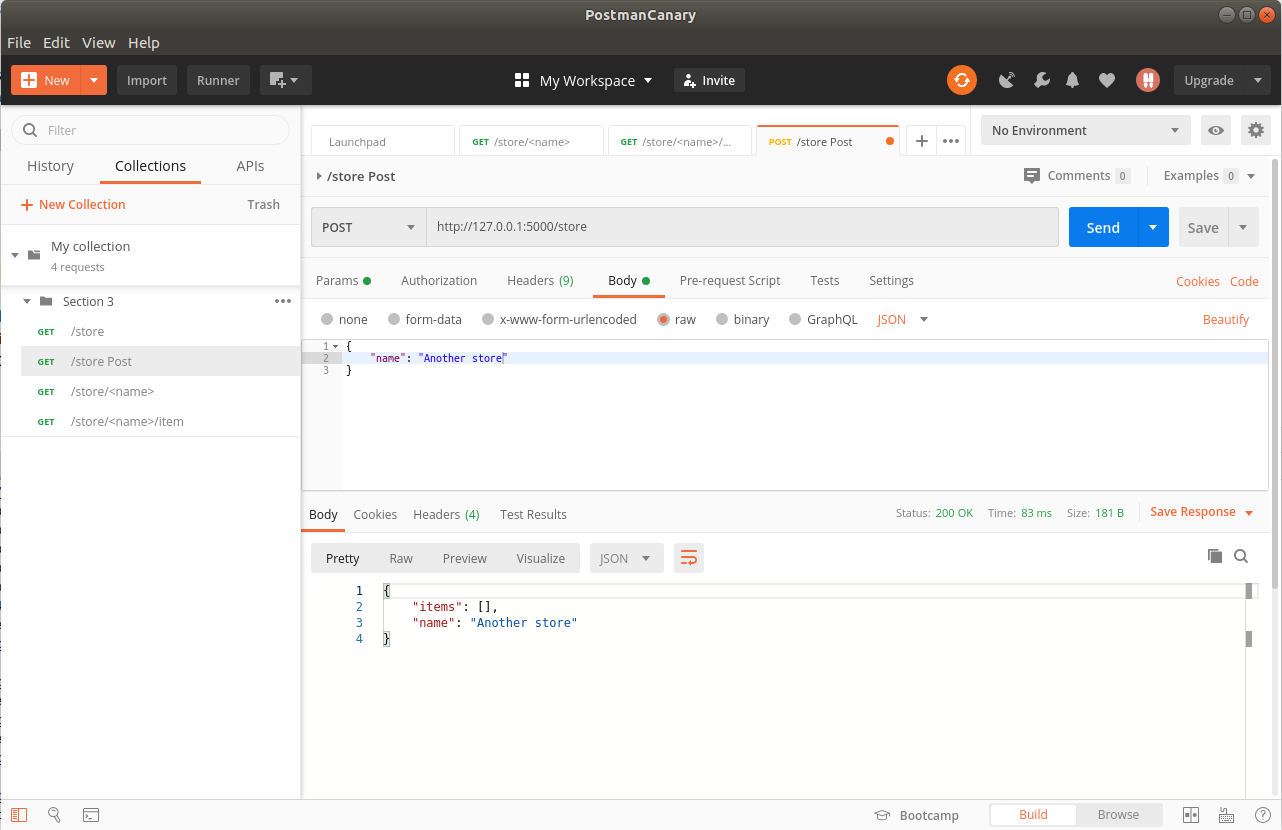 PostmanCanary
File Edit View Help
New Import Runner My Workspace Invite Upgrade
Filter
History Collections APIs
New Collection Trash
My collection
4 requests
Section 3
GET /store
GET /store Post
GET /store/<name>
GET /store/<name>/item
Launchpad GET /store/<name> GET /store/<name>/... POST /store Post
No Environment
/store Post Comments 0 Examples 0
POST http://127.0.0.1:5000/store Send Save
Params Authorization Headers (9) Body Pre-request Script Tests Settings Cookies Code
none form-data x-www-form-urlencoded raw binary GraphQL JSON Beautify
1 {
2 "name": "Another store"
3 }
Body Cookies Headers (4) Test Results Status: 200 OK Time: 83 ms Size: 181 B Save Response
Pretty Raw Preview Visualize JSON
1 {
2 "items": [],
3 "name": "Another store"
4 }
Bootcamp Build Browse